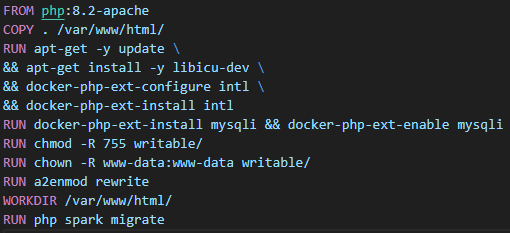 FROM php:8.2-apache
COPY . /var/www/html/
RUN apt-get -y update \
&& apt-get install -y libicu-dev \
&& docker-php-ext-configure intl \
&& docker-php-ext-install intl
RUN docker-php-ext-install mysqli && docker-php-ext-enable mysqli
RUN chmod -R 755 writable/
RUN chown -R www-data:www-data writable/
RUN a2enmod rewrite
WORKDIR /var/www/html/
RUN php spark migrate